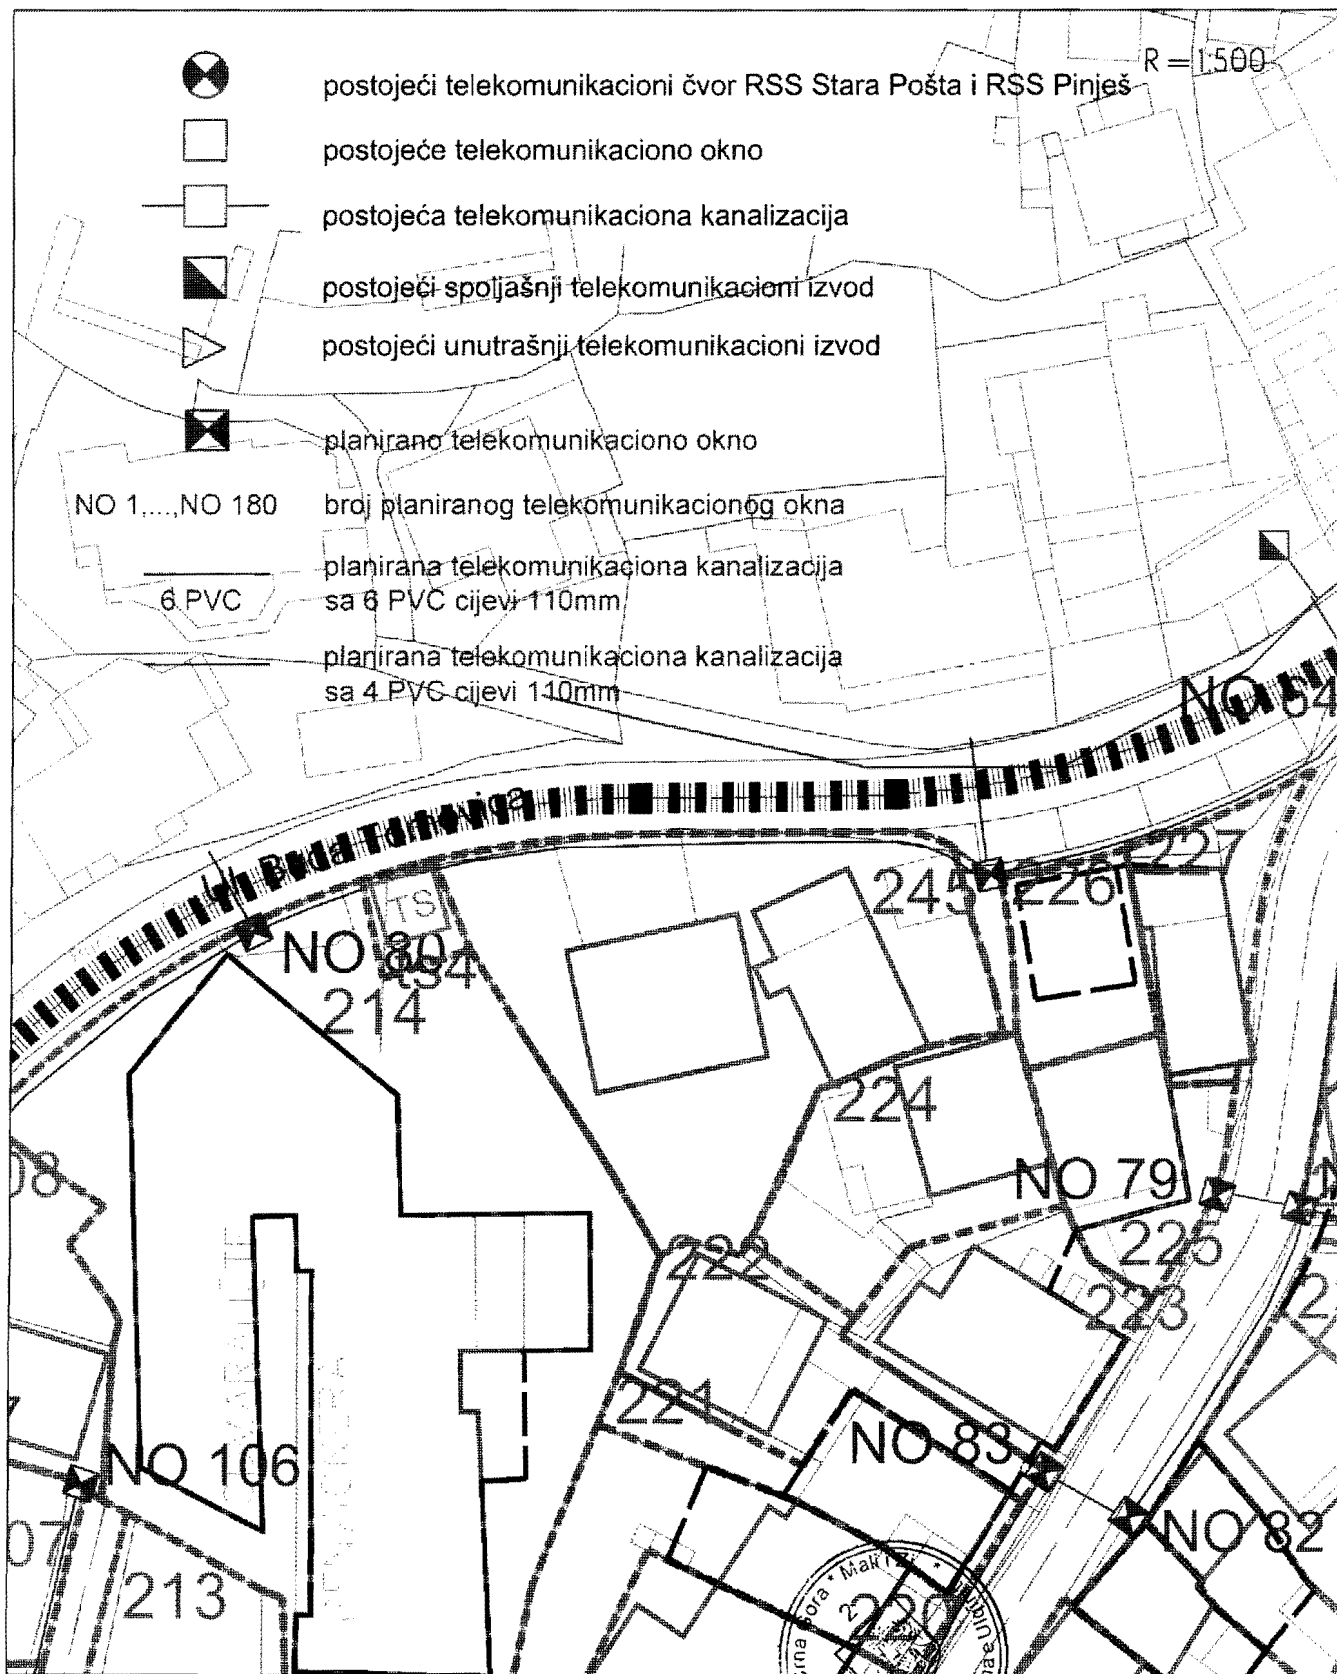 R = 1:500
postojeći telekomunikacioni čvor RSS Stara Pošta i RSS Pinješ
postojeće telekomunikaciono okno
postojeća telekomunikaciona kanalizacija
postojeći spoljašnji telekomunikacioni izvod
postojeći unutrašnji telekomunikacioni izvod
planirano telekomunikaciono okno
NO 1,...,NO 180 broj planiranog telekomunikacionog okna
planirana telekomunikaciona kanalizacija
6 PVC sa 6 PVC cijevi 110mm
planirana telekomunikaciona kanalizacija
sa 4 PVC cijevi 110mm
227
245
226
TS
NO 80
ts4
214
224
NO 79
225
222
223
221
NO 83
NO 106
NO 82
213
220